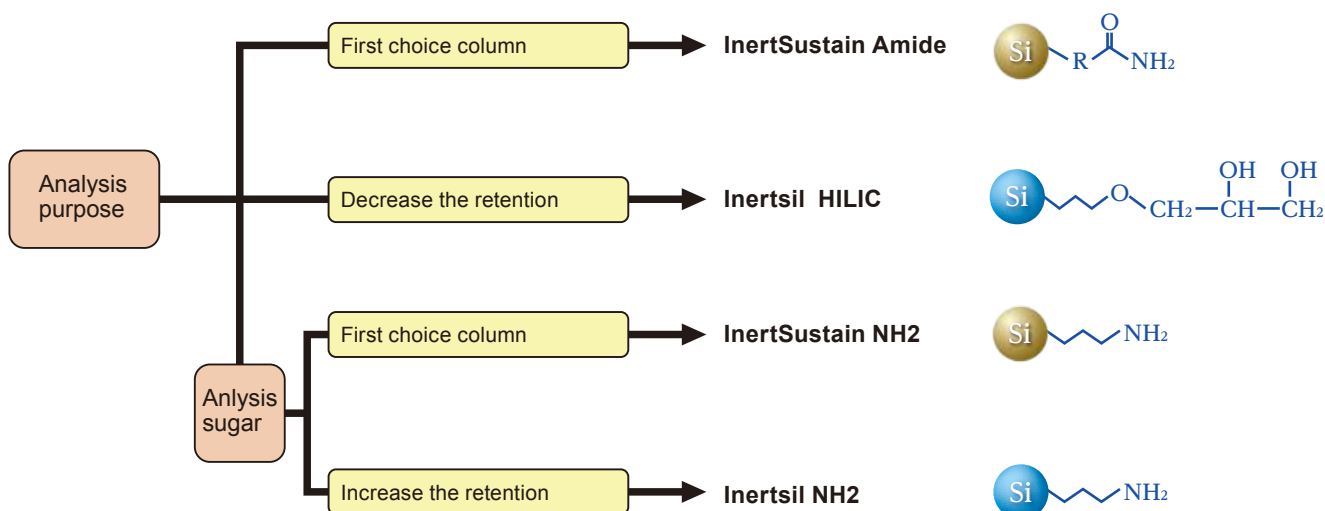 First choice column
InertSustain Amide
Si
R
O
NH₂
Analysis
purpose
Decrease the retention
Inertsil  HILIC
Si
O
CH₂
OH
CH
OH
CH₂
First choice column
InertSustain NH2
Si
NH₂
Anlysis
sugar
Increase the retention
Inertsil NH2
Si
NH₂